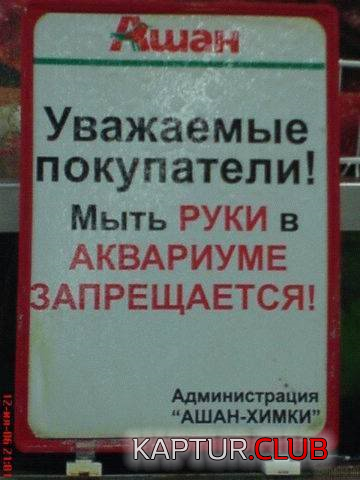 Ашан
Уважаемые
покупатели!
Мыть РУКИ в
АКВАРИУМЕ
ЗАПРЕЩАЕТСЯ!
Администрация
"АШАН-ХИМКИ"
KAPTUR.CLUB